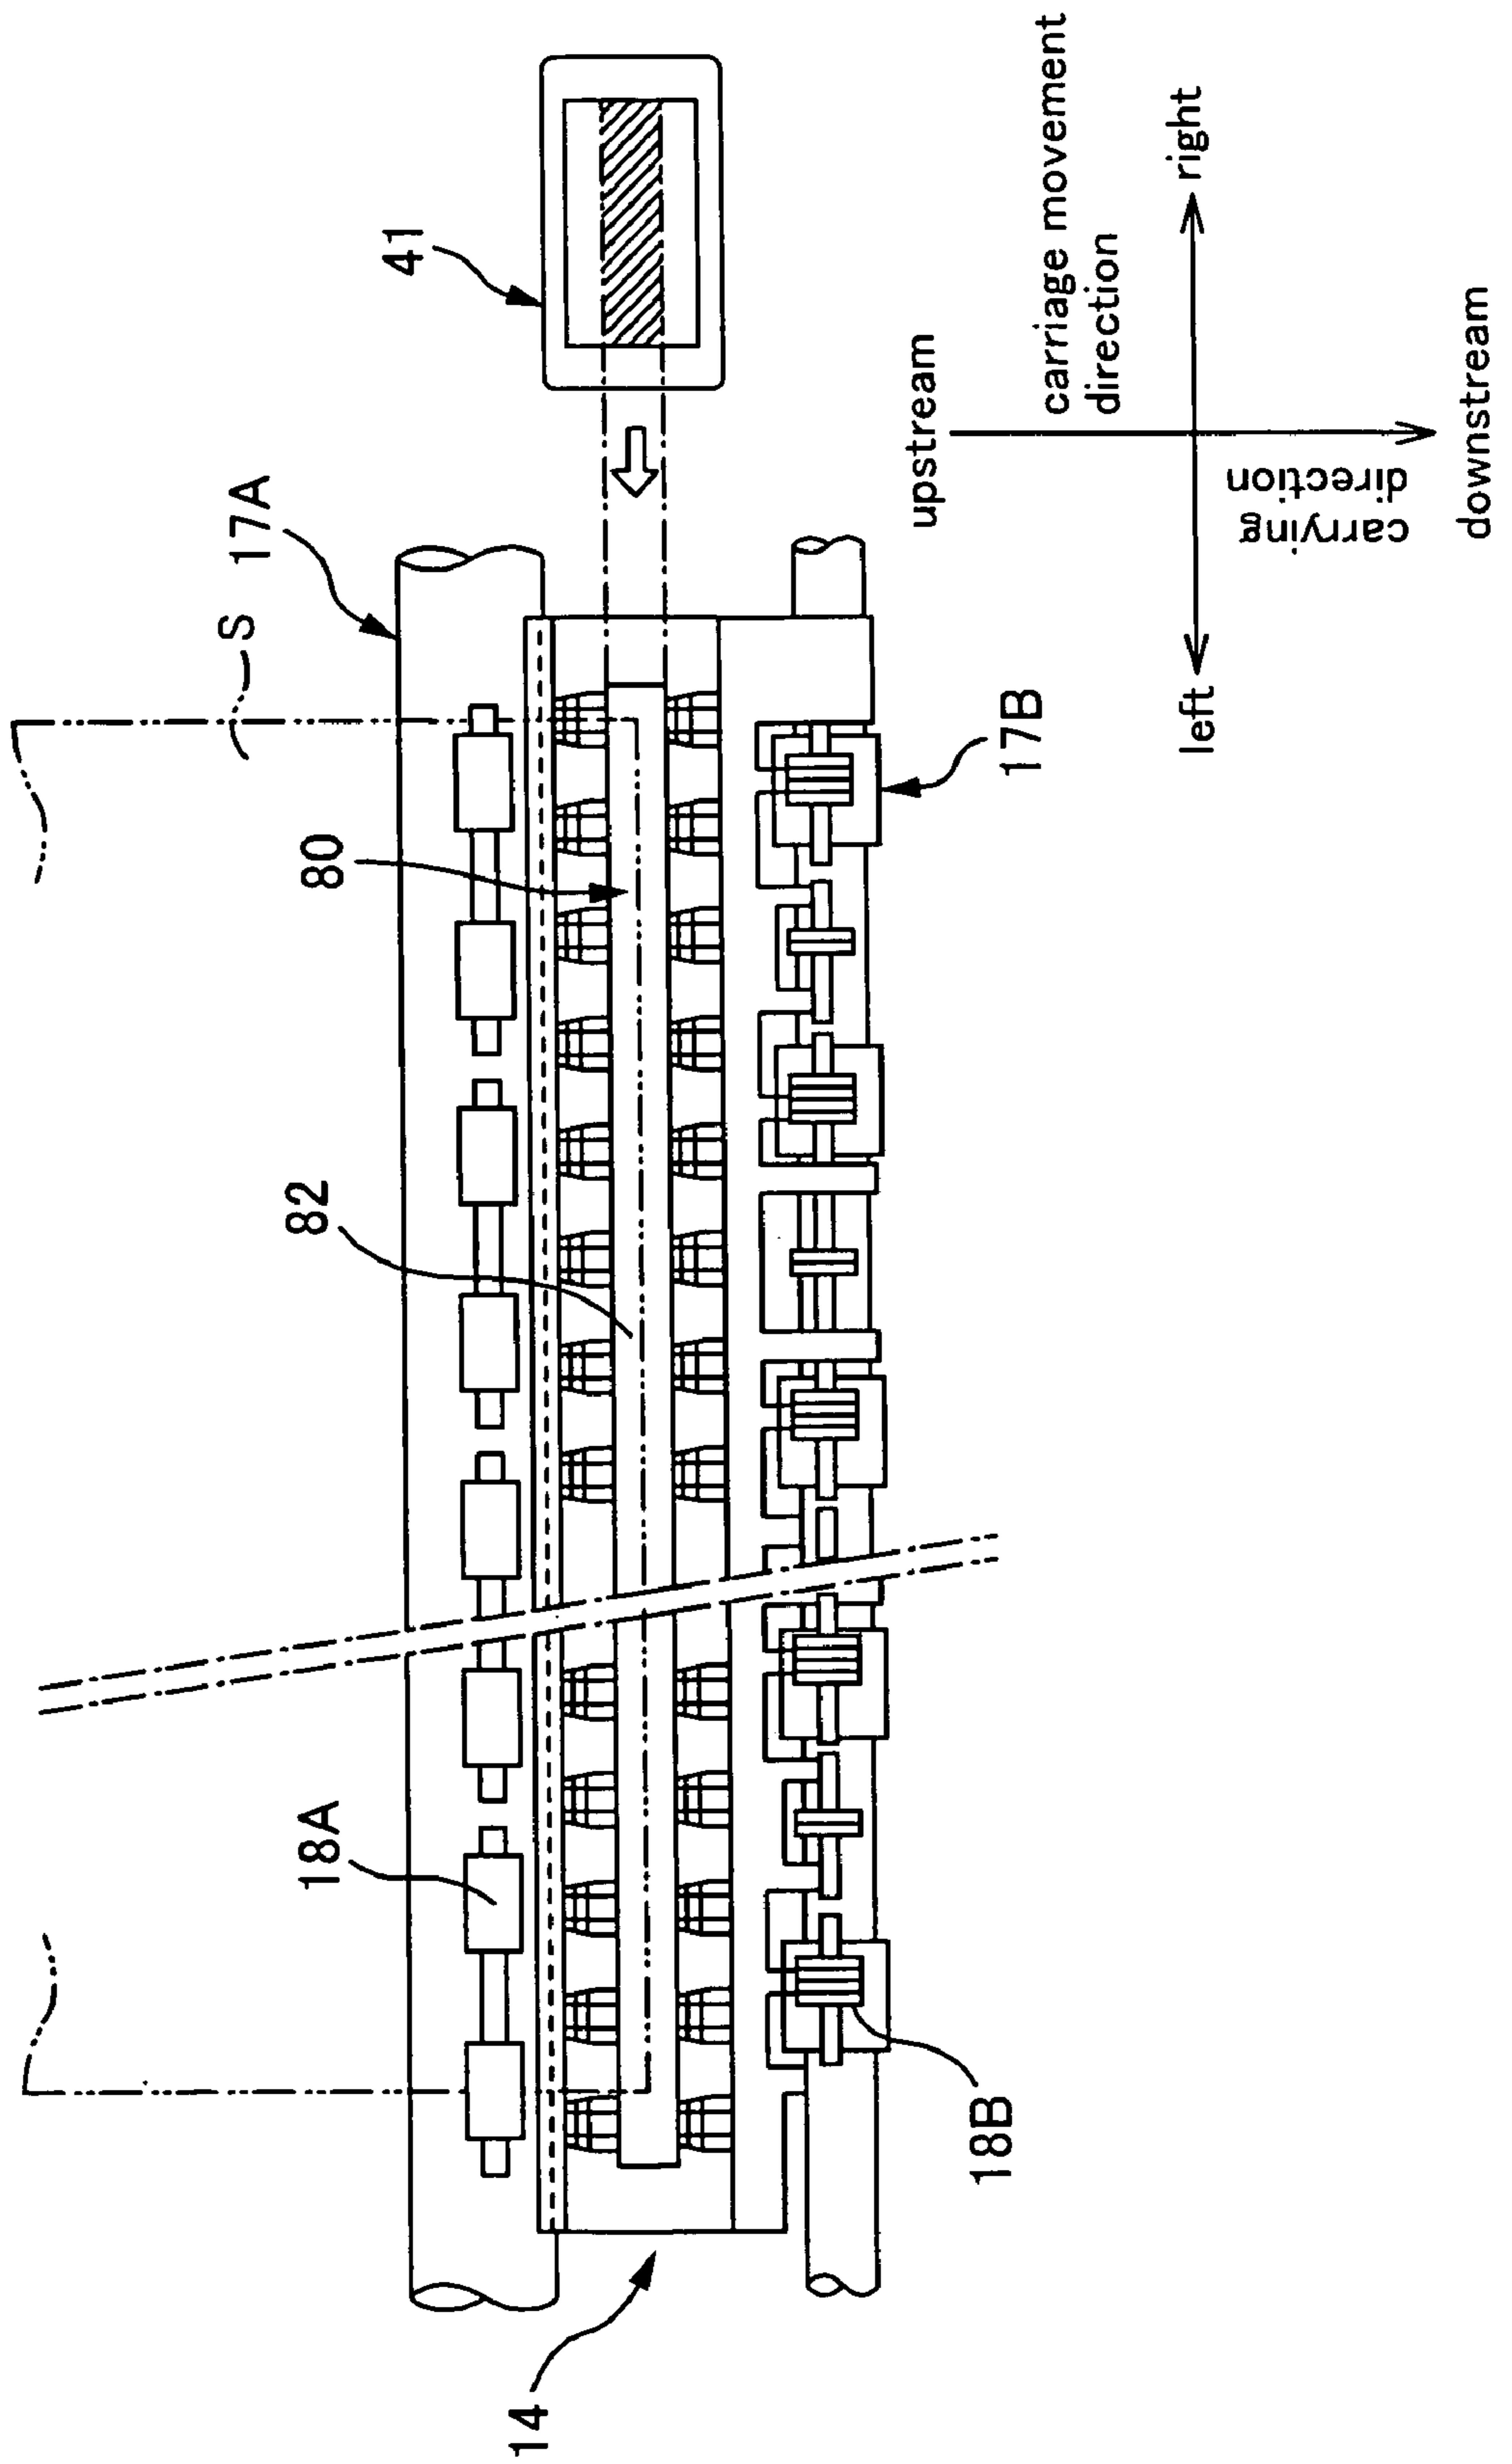 S
17A
41
80
82
18A
14
18B
17B
upstream
carriage movement
direction
left
right
carrying
direction
downstream